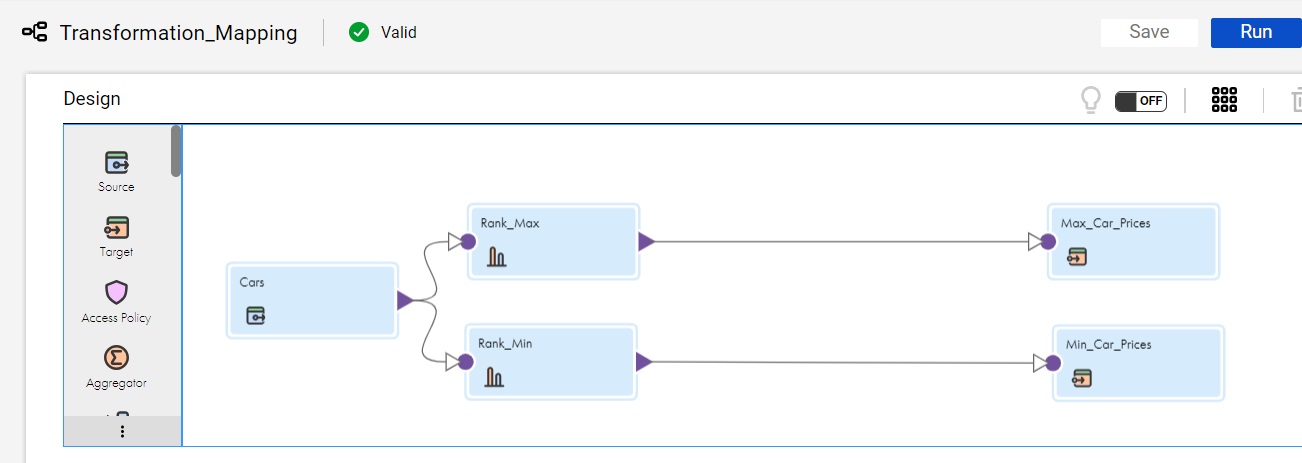 Transformation_Mapping
Valid
Save
Run
Design
OFF
Source
Target
Access Policy
Aggregator
Cars
Rank_Max
Rank_Min
Max_Car_Prices
Min_Car_Prices